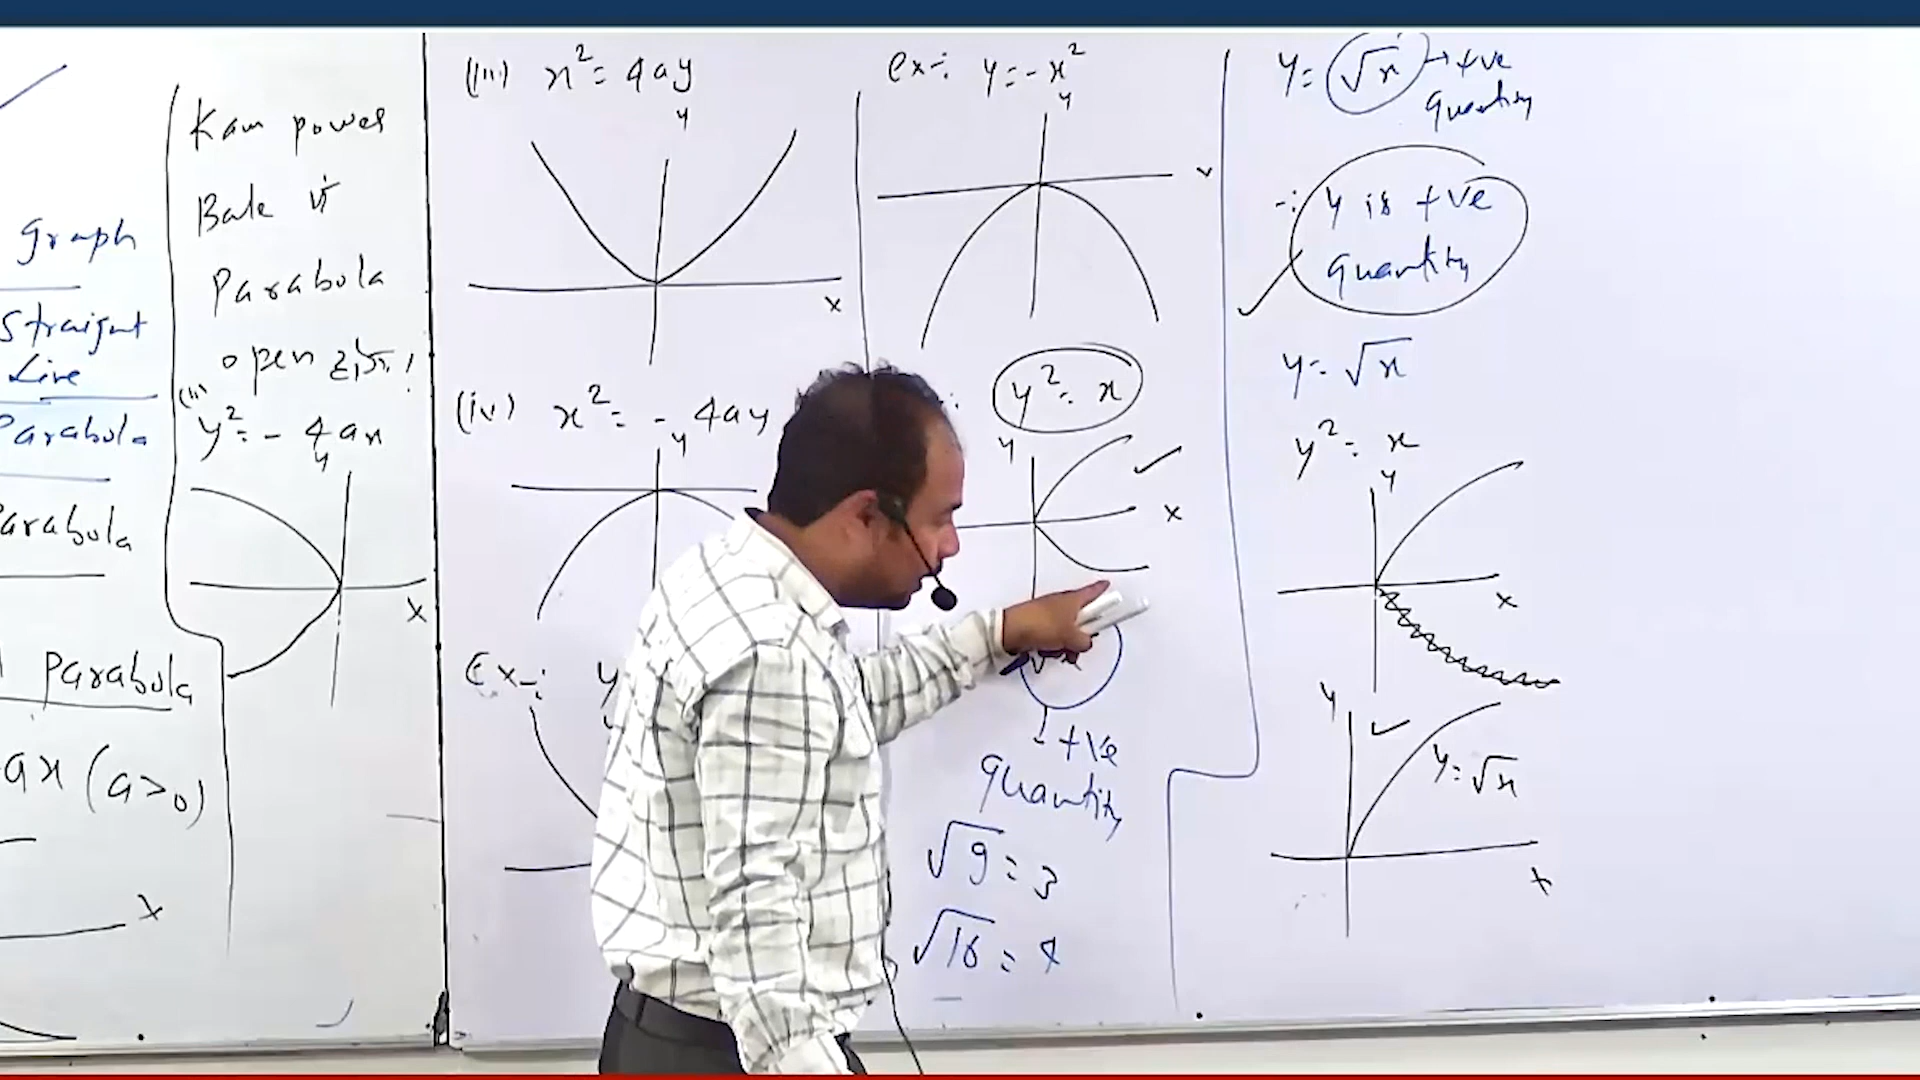 graph
Straight
Line
Parabola
Parabola
Parabola
ax (a>0)
x
Kam power
Bale
Parabola
open
(ii)
y² = - 4ax
y
x
(iii) x² = 4ay
y
x
(iv) x² = - 4ay
y
Ex-:
y
ex-: y = -x²
y
x
y² = x
y
x
+ve
quantity
√9 = 3
√16 = 4
y = √x → +ve
quantity
∴ y is +ve
quantity
y = √x
y² = x
y
x
y
y = √x
x